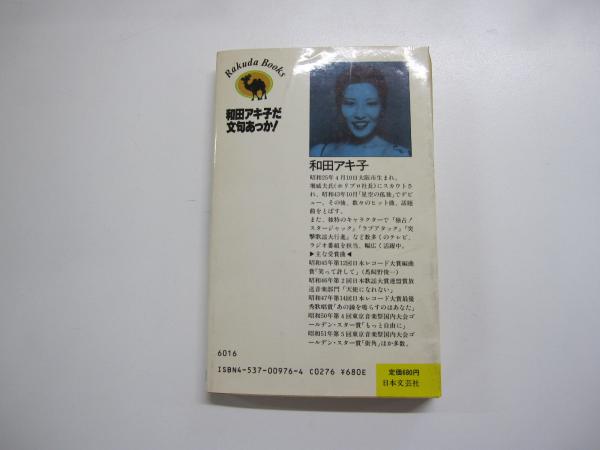 Rakuda Books
和田アキ子だ
文句あっか!
和田アキ子
昭和25年4月10日大阪市生まれ。
堀威夫氏(ホリプロ社長)にスカウトさ
れ、昭和43年10月「星空の孤独」でデビ
ュー。その後、数々のヒット曲、話題
曲をとばす。
また、独特のキャラクターで「独占!
スタージャック」「ラブアタック」「突
撃歌謡大行進」など数多くのテレビ、
ラジオ番組を担当、幅広く活躍中。
▶主な受賞曲◀
昭和45年第12回日本レコード大賞編曲
賞「笑って許して」(馬飼野俊一)
昭和46年第2回日本歌謡大賞連盟賞放
送音楽部門「天使になれない」
昭和47年第14回日本レコード大賞最優
秀歌唱賞「あの鐘を鳴らすのはあなた」
昭和50年第4回東京音楽祭国内大会ゴ
ールデン・スター賞「もっと自由に」
昭和51年第5回東京音楽祭国内大会ゴ
ールデン・スター賞「街角」ほか多数。
6016
ISBN4-537-00976-4 C0276 ¥680E
定価680円
日本文芸社